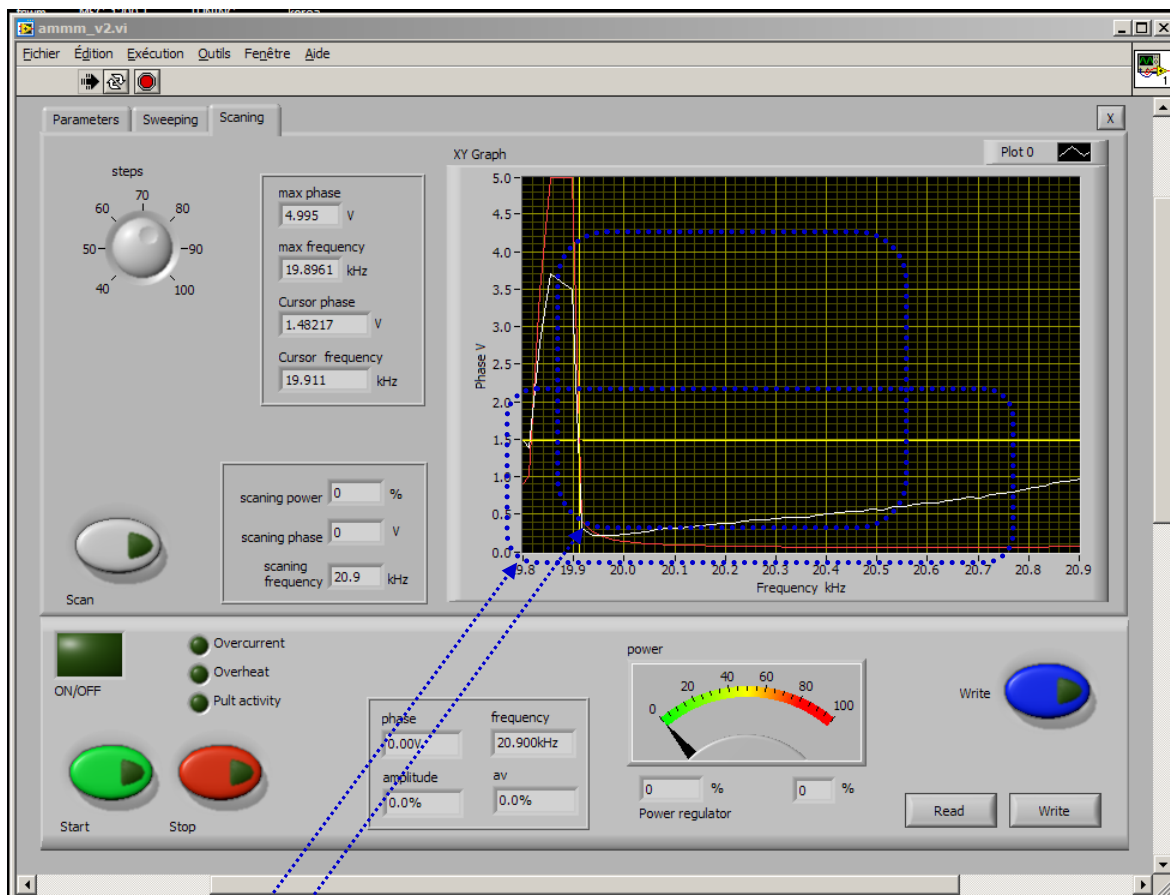 ammm_v2.vi
Fichier Édition Exécution Outils Fenêtre Aide
1
Parameters Sweeping Scaning X
steps
40 50 60 70 80 90 100
max phase
4.995 V
max frequency
19.8961 kHz
Cursor phase
1.48217 V
Cursor frequency
19.911 kHz
XY Graph Plot 0
Phase V
5.0
4.5
4.0
3.5
3.0
2.5
2.0
1.5
1.0
0.5
0.0
9.8 19.9 20.0 20.1 20.2 20.3 20.4 20.5 20.6 20.7 20.8 20.9
Frequency kHz
scaning power 0 %
scaning phase 0 V
scaning
frequency 20.9 kHz
Scan
ON/OFF
Overcurrent
Overheat
Pult activity
Start Stop
phase frequency
0.00V 20.900kHz
amplitude av
0.0% 0.0%
power
0 20 40 60 80 100
0 % 0 %
Power regulator
Write
Read Write